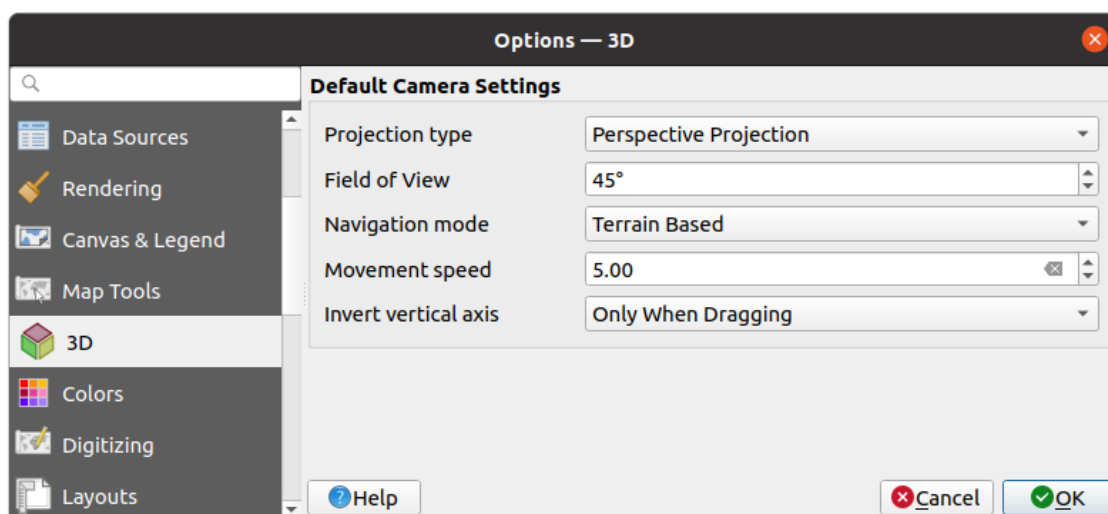 Options — 3D
Default Camera Settings
Data Sources
Rendering
Canvas & Legend
Map Tools
3D
Colors
Digitizing
Layouts
Projection type Perspective Projection
Field of View 45°
Navigation mode Terrain Based
Movement speed 5.00
Invert vertical axis Only When Dragging
Help Cancel OK